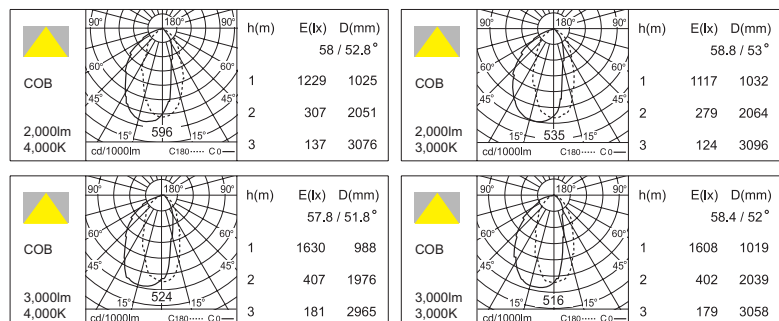 90° 180° 90°
60° 60°
45° 45°
15° 596 15°
cd/1000lm C180 ····· C 0 —
COB
2,000lm
4,000K
h(m) E(lx) D(mm)
58 / 52.8°
1 1229 1025
2 307 2051
3 137 3076
90° 180° 90°
60° 60°
45° 45°
15° 535 15°
cd/1000lm C180 ····· C 0 —
COB
2,000lm
3,000K
h(m) E(lx) D(mm)
58.8 / 53°
1 1117 1032
2 279 2064
3 124 3096
90° 180° 90°
60° 60°
45° 45°
15° 524 15°
cd/1000lm C180 ····· C 0 —
COB
3,000lm
4,000K
h(m) E(lx) D(mm)
57.8 / 51.8°
1 1630 988
2 407 1976
3 181 2965
90° 180° 90°
60° 60°
45° 45°
15° 516 15°
cd/1000lm C180 ····· C 0 —
COB
3,000lm
3,000K
h(m) E(lx) D(mm)
58.4 / 52°
1 1608 1019
2 402 2039
3 179 3058